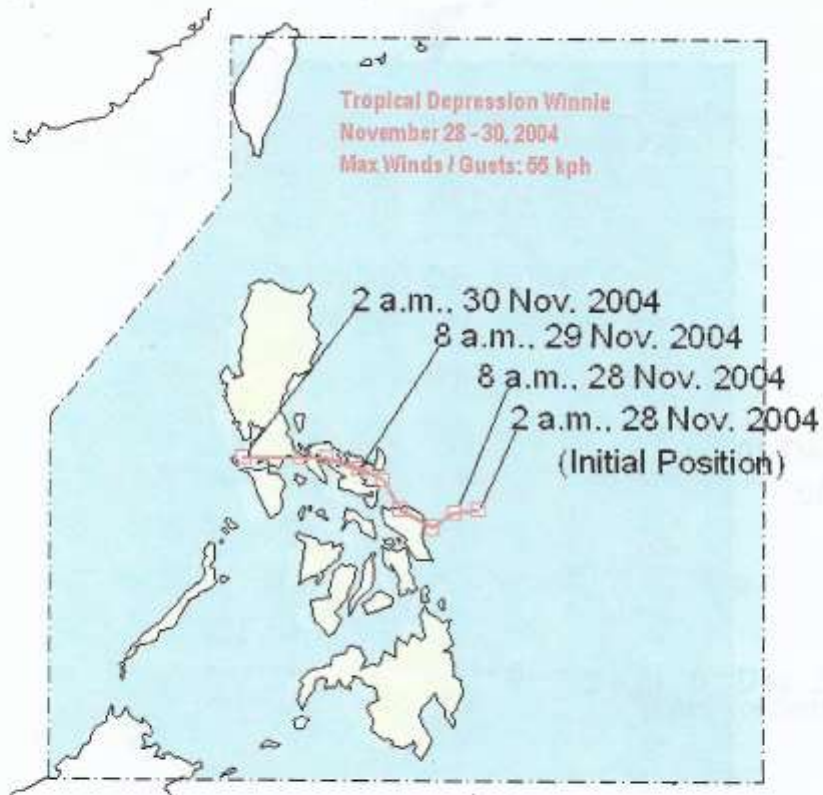 Tropical Depression Winnie
November 28 - 30, 2004
Max Winds / Gusts: 55 kph
2 a.m.. 30 Nov. 2004
8 a.m.. 29 Nov. 2004
8 a.m.. 28 Nov. 2004
2 a.m.. 28 Nov. 2004
(Initial Position)